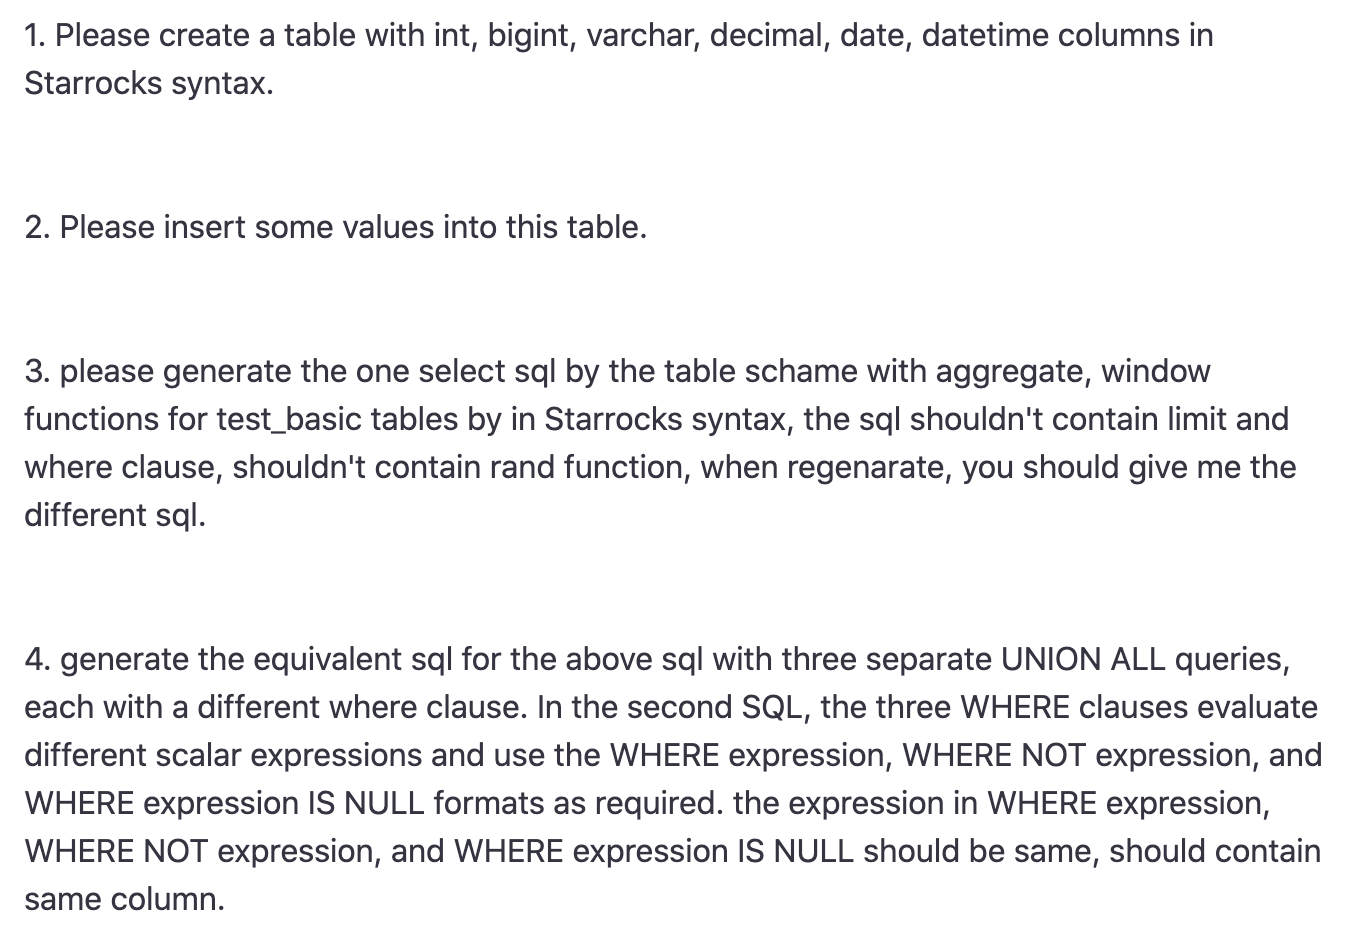 1. Please create a table with int, bigint, varchar, decimal, date, datetime columns in
Starrocks syntax.
2. Please insert some values into this table.
3. please generate the one select sql by the table schame with aggregate, window
functions for test_basic tables by in Starrocks syntax, the sql shouldn't contain limit and
where clause, shouldn't contain rand function, when regenarate, you should give me the
different sql.
4. generate the equivalent sql for the above sql with three separate UNION ALL queries,
each with a different where clause. In the second SQL, the three WHERE clauses evaluate
different scalar expressions and use the WHERE expression, WHERE NOT expression, and
WHERE expression IS NULL formats as required. the expression in WHERE expression,
WHERE NOT expression, and WHERE expression IS NULL should be same, should contain
same column.